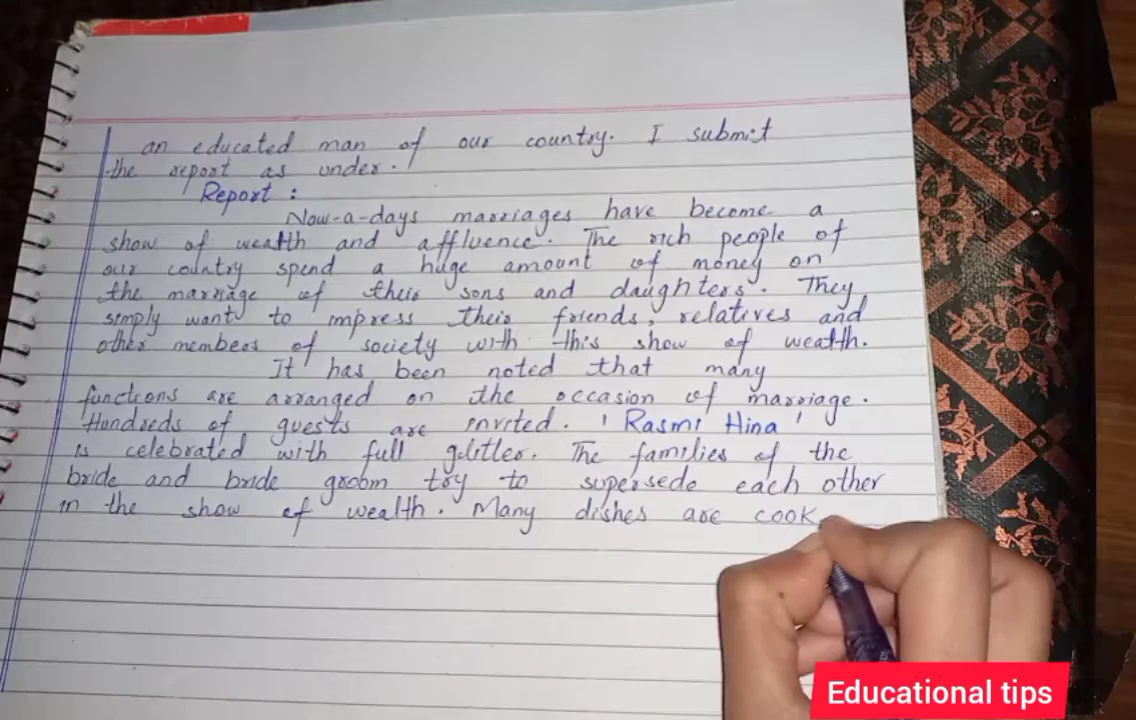 an educated man of our country. I submit
the report as under.
Report :
Now-a-days marriages have become a
show of wealth and affluence. The rich people of
our country spend a huge amount of money on
the marriage of their sons and daughters. They
simply want to impress their friends, relatives and
other members of society with this show of wealth.
It has been noted that many
functions are arranged on the occasion of marriage.
Hundreds of guests are invited. 'Rasmi Hina'
is celebrated with full glitter. The families of the
bride and bride groom try to supersede each other
in the show of wealth. Many dishes are cook
Educational tips